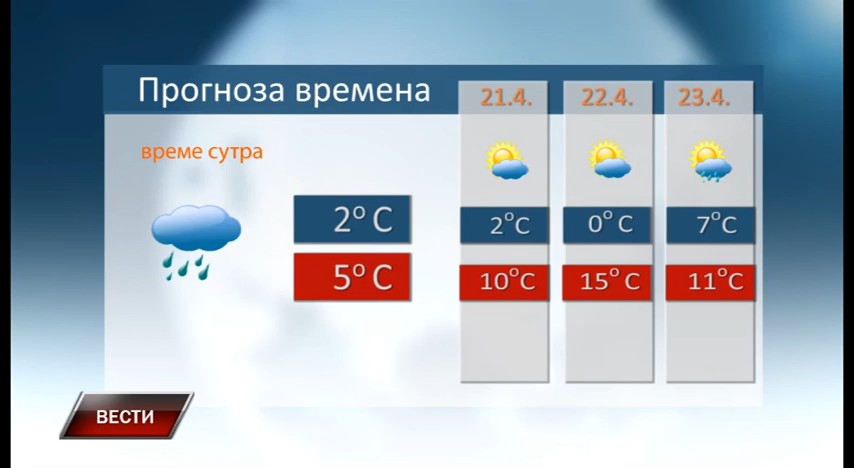 Прогноза времена
време сутра
2° C
5° C
21.4. 22.4. 23.4.
2°C 0° C 7°C
10°C 15° C 11°C
ВЕСТИ